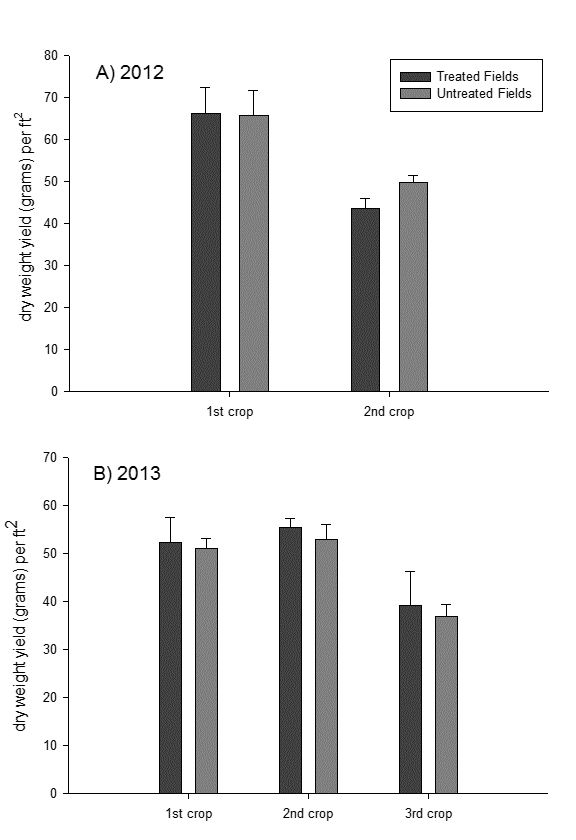 A) 2012
Treated Fields
Untreated Fields
dry weight yield (grams) per ft²
80
70
60
50
40
30
20
10
0
1st crop 2nd crop
B) 2013
dry weight yield (grams) per ft²
70
60
50
40
30
20
10
0
1st crop 2nd crop 3rd crop